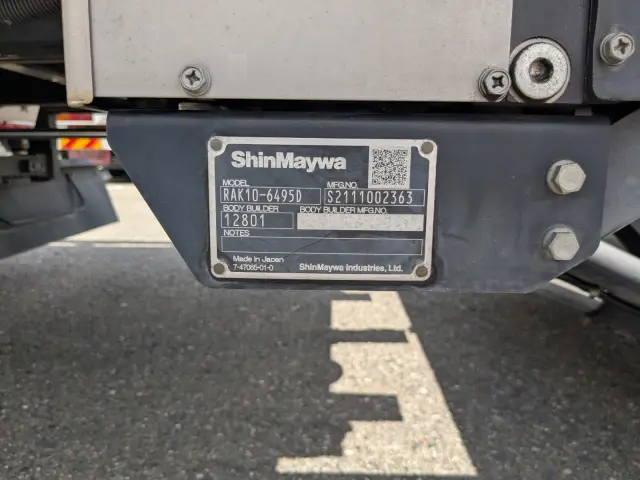 ShinMaywa
MODEL MFG.NO.
RAK10-6495D S2111002363
BODY BUILDER BODY BUILDER MFG.NO.
12801
NOTES
Made in Japan
7-47065-01-0 ShinMaywa Industries, Ltd.